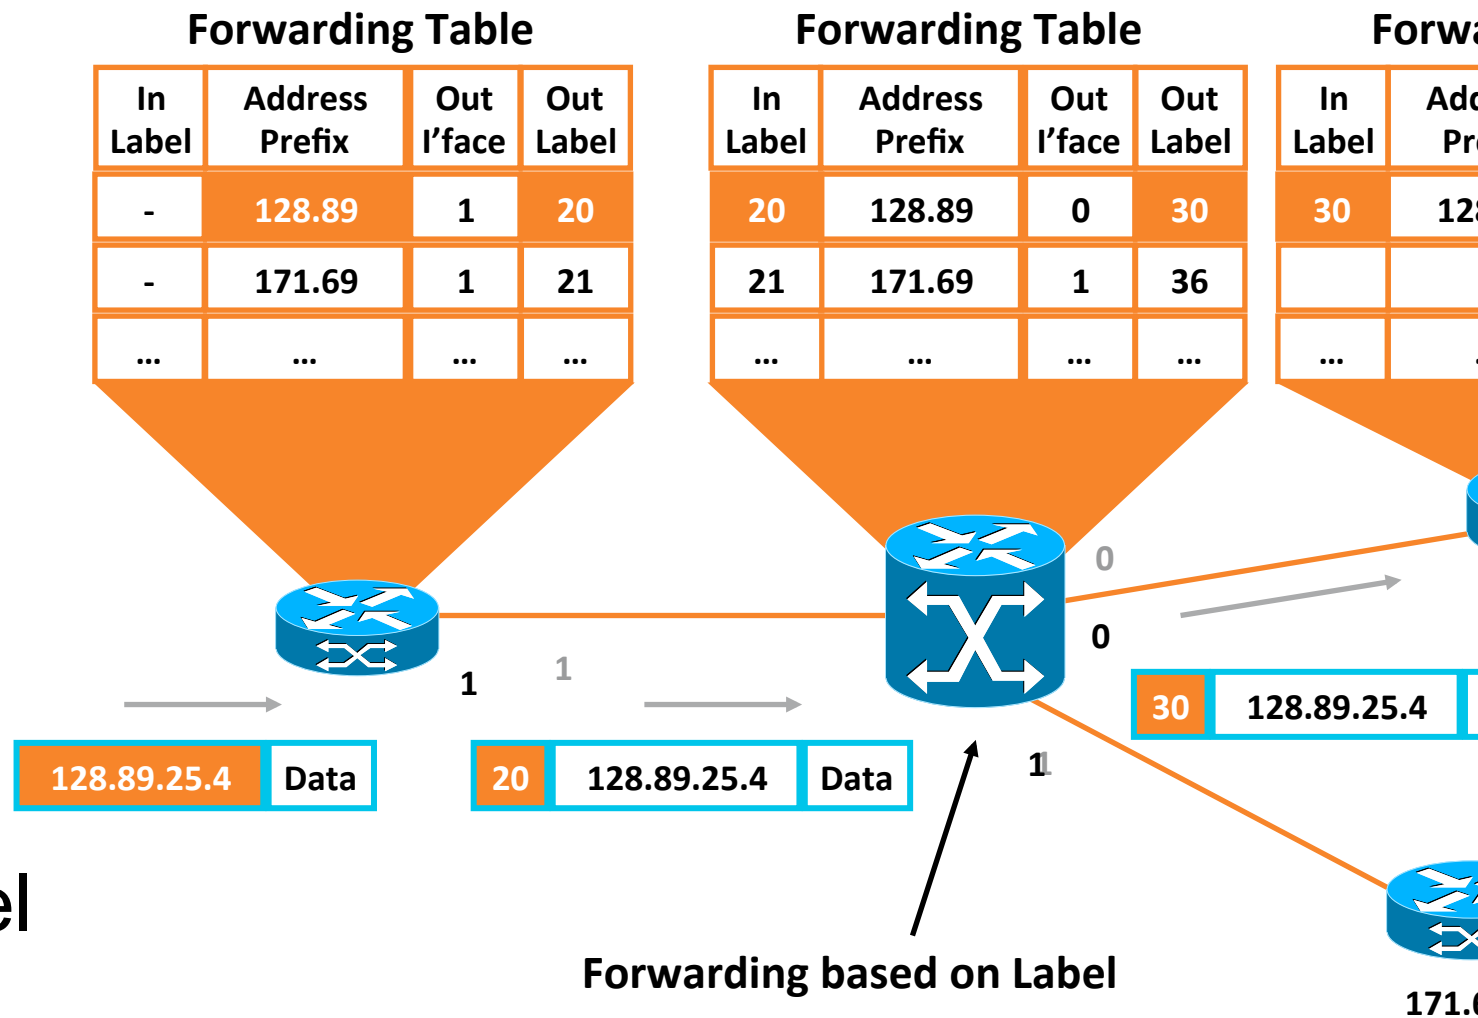 Forwarding Table
In Label Address Prefix Out I’face Out Label
- 128.89 1 20
- 171.69 1 21
... ... ... ...
Forwarding Table
In Label Address Prefix Out I’face Out Label
20 128.89 0 30
21 171.69 1 36
... ... ... ...
In Label
30
...
0
0
1
1
1
1
128.89.25.4 Data
20 128.89.25.4 Data
30 128.89.25.4
Forwarding based on Label